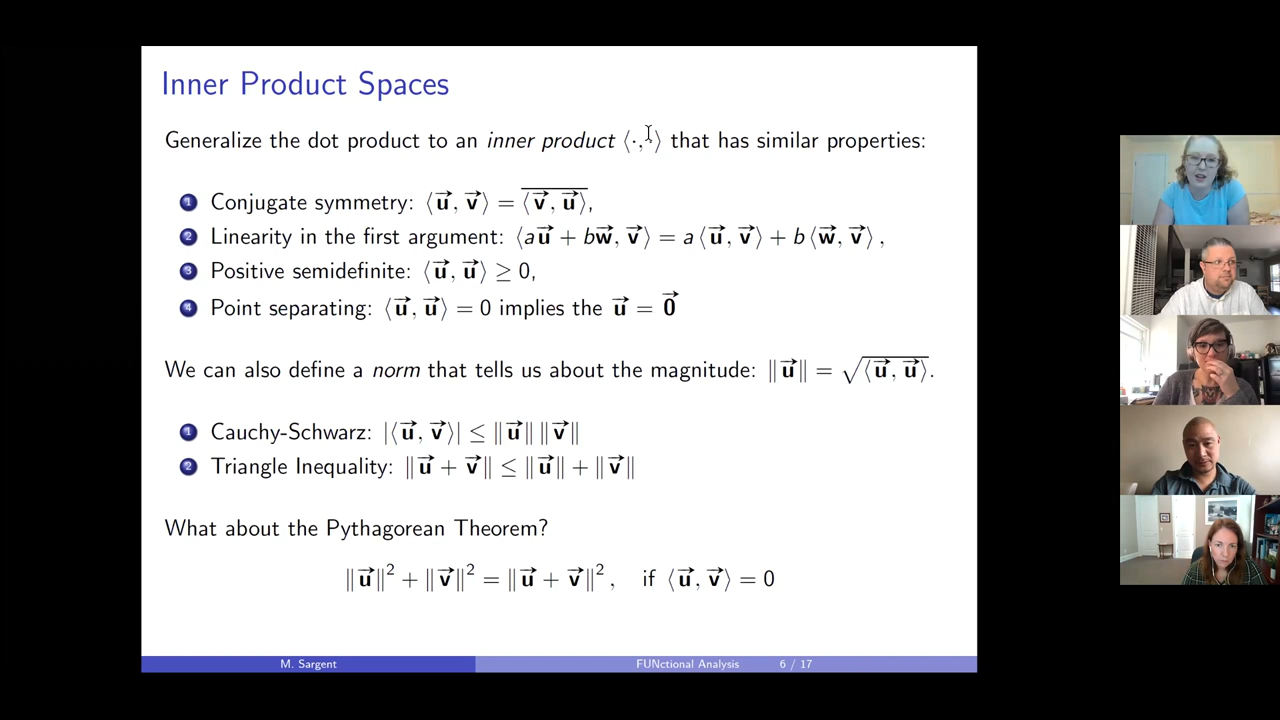 Inner Product Spaces
Generalize the dot product to an inner product ⟨·,·⟩ that has similar properties:
1 Conjugate symmetry: ⟨u⃗, v⃗⟩ = \overline{⟨v⃗, u⃗⟩},
2 Linearity in the first argument: ⟨au⃗ + bw⃗, v⃗⟩ = a ⟨u⃗, v⃗⟩ + b ⟨w⃗, v⃗⟩ ,
3 Positive semidefinite: ⟨u⃗, u⃗⟩ ≥ 0,
4 Point separating: ⟨u⃗, u⃗⟩ = 0 implies the u⃗ = 0⃗
We can also define a norm that tells us about the magnitude: ‖u⃗‖ = √⟨u⃗, u⃗⟩.
1 Cauchy-Schwarz: |⟨u⃗, v⃗⟩| ≤ ‖u⃗‖ ‖v⃗‖
2 Triangle Inequality: ‖u⃗ + v⃗‖ ≤ ‖u⃗‖ + ‖v⃗‖
What about the Pythagorean Theorem?
‖u⃗‖² + ‖v⃗‖² = ‖u⃗ + v⃗‖² , if ⟨u⃗, v⃗⟩ = 0
M. Sargent FUNctional Analysis 6 / 17